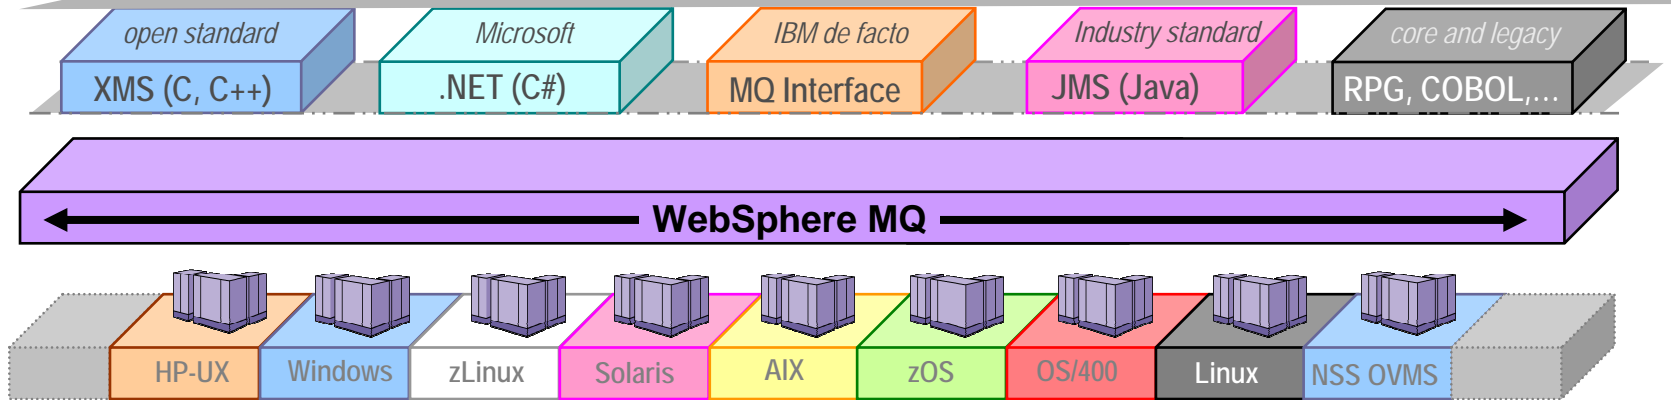 open standard
Microsoft
IBM de facto
Industry standard
core and legacy
XMS (C, C++)
.NET (C#)
MQ Interface
JMS (Java)
RPG, COBOL,...
WebSphere MQ
HP-UX
Windows
zLinux
Solaris
AIX
zOS
OS/400
Linux
NSS OVMS